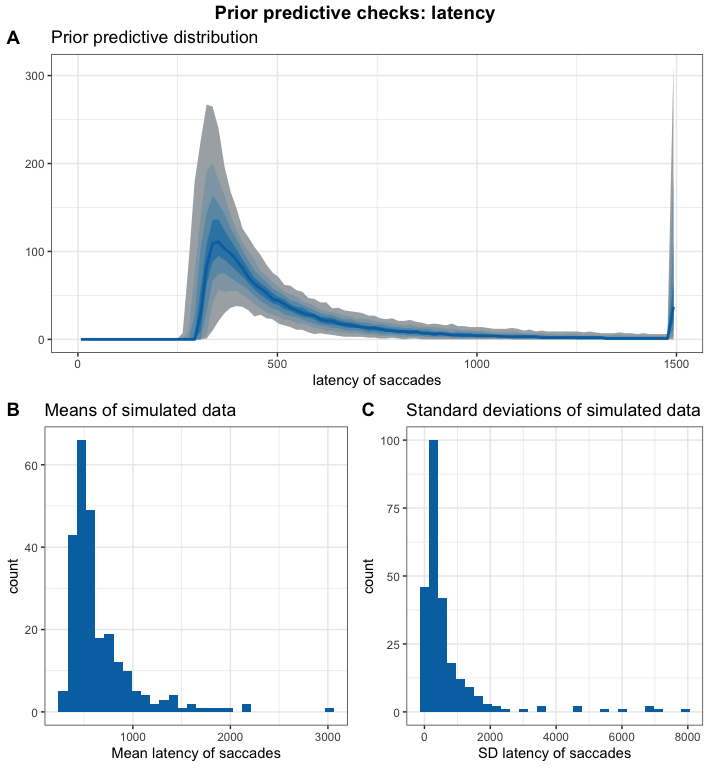 Prior predictive checks: latency
A
Prior predictive distribution
300
200
100
0
0
500
1000
1500
latency of saccades
B
Means of simulated data
60
40
20
0
count
1000
2000
3000
Mean latency of saccades
C
Standard deviations of simulated data
100
75
50
25
0
count
0
2000
4000
6000
8000
SD latency of saccades